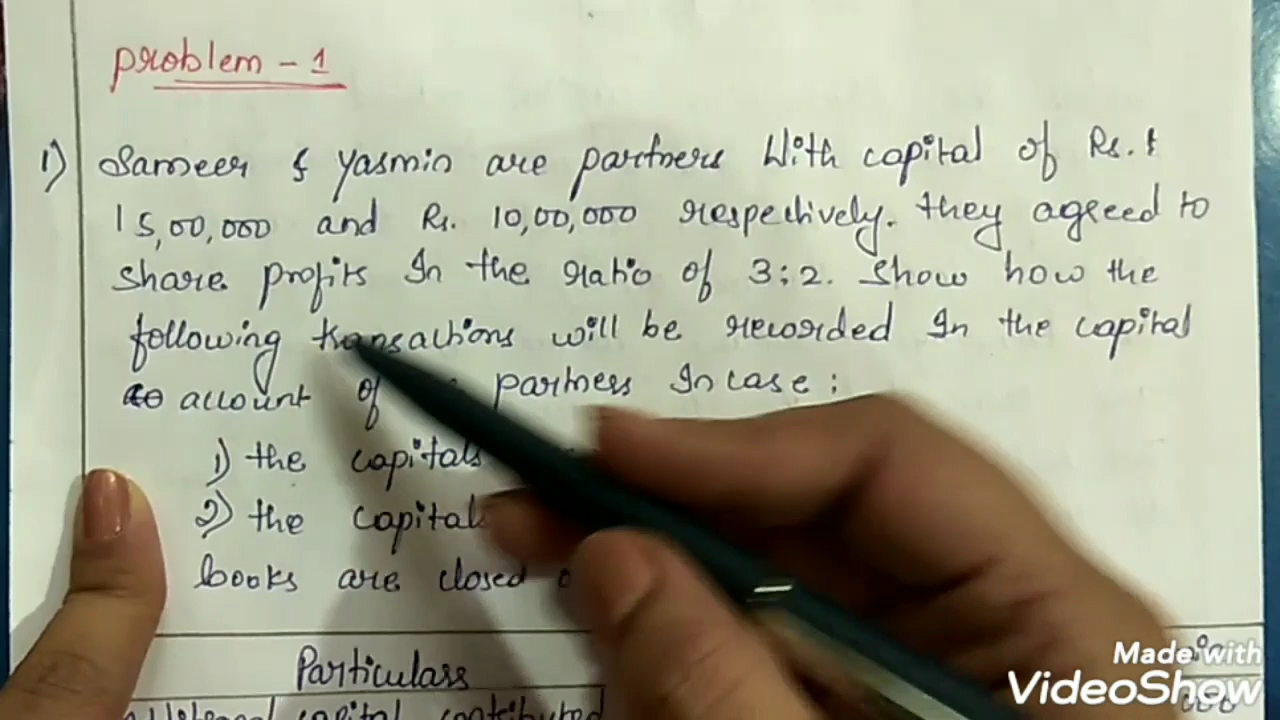 Problem - 1
1) Sameer & Yasmin are partners With capital of Rs.
15,00,000 and Rs. 10,00,000 respectively. they agreed to
share profits In the ratio of 3:2. Show how the
following transactions will be recorded In the capital
account of partners Incase :
1) the capitals
2) the capitals
books are closed
Particulars
capital contributed
Made with
VideoShow